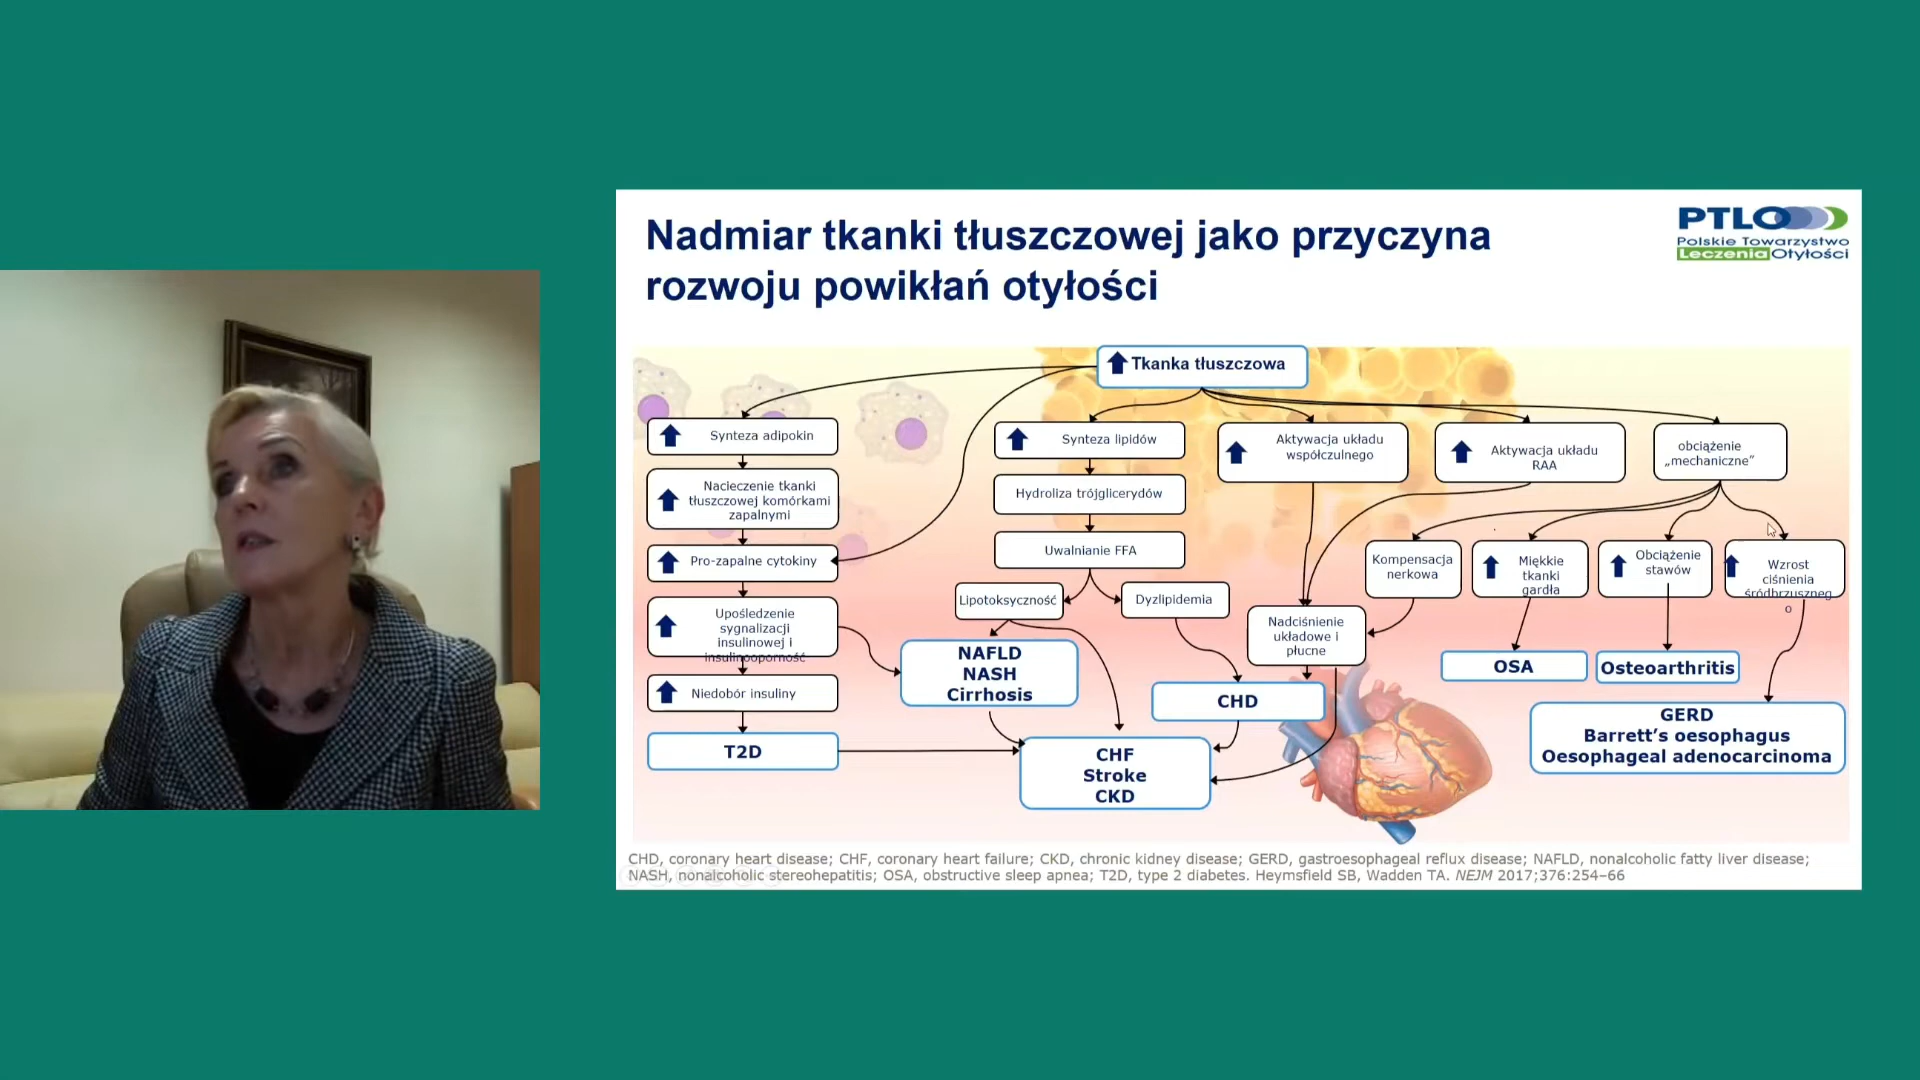 Nadmiar tkanki tłuszczowej jako przyczyna
rozwoju powikłań otyłości
PTLO
Polskie Towarzystwo
Leczenia Otyłości
Tkanka tłuszczowa
Synteza adipokin
Nacieczenie tkanki
tłuszczowej komórkami
zapalnymi
Pro-zapalne cytokiny
Upośledzenie
sygnalizacji
insulinowej i
insulinooporność
Niedobór insuliny
T2D
Synteza lipidów
Hydroliza trójglicerydów
Uwalnianie FFA
Lipotoksyczność
Dyzlipidemia
NAFLD
NASH
Cirrhosis
CHD
CHF
Stroke
CKD
Aktywacja układu
współczulnego
Aktywacja układu
RAA
Nadciśnienie
układowe i
płucne
obciążenie
„mechaniczne”
Kompensacja
nerkowa
Miękkie
tkanki
gardła
Obciążenie
stawów
Wzrost
ciśnienia
śródbrzuszneg
o
OSA
Osteoarthritis
GERD
Barrett’s oesophagus
Oesophageal adenocarcinoma
CHD, coronary heart disease; CHF, coronary heart failure; CKD, chronic kidney disease; GERD, gastroesophageal reflux disease; NAFLD, nonalcoholic fatty liver disease;
NASH, nonalcoholic stereohepatitis; OSA, obstructive sleep apnea; T2D, type 2 diabetes. Heymsfield SB, Wadden TA. NEJM 2017;376:254–66